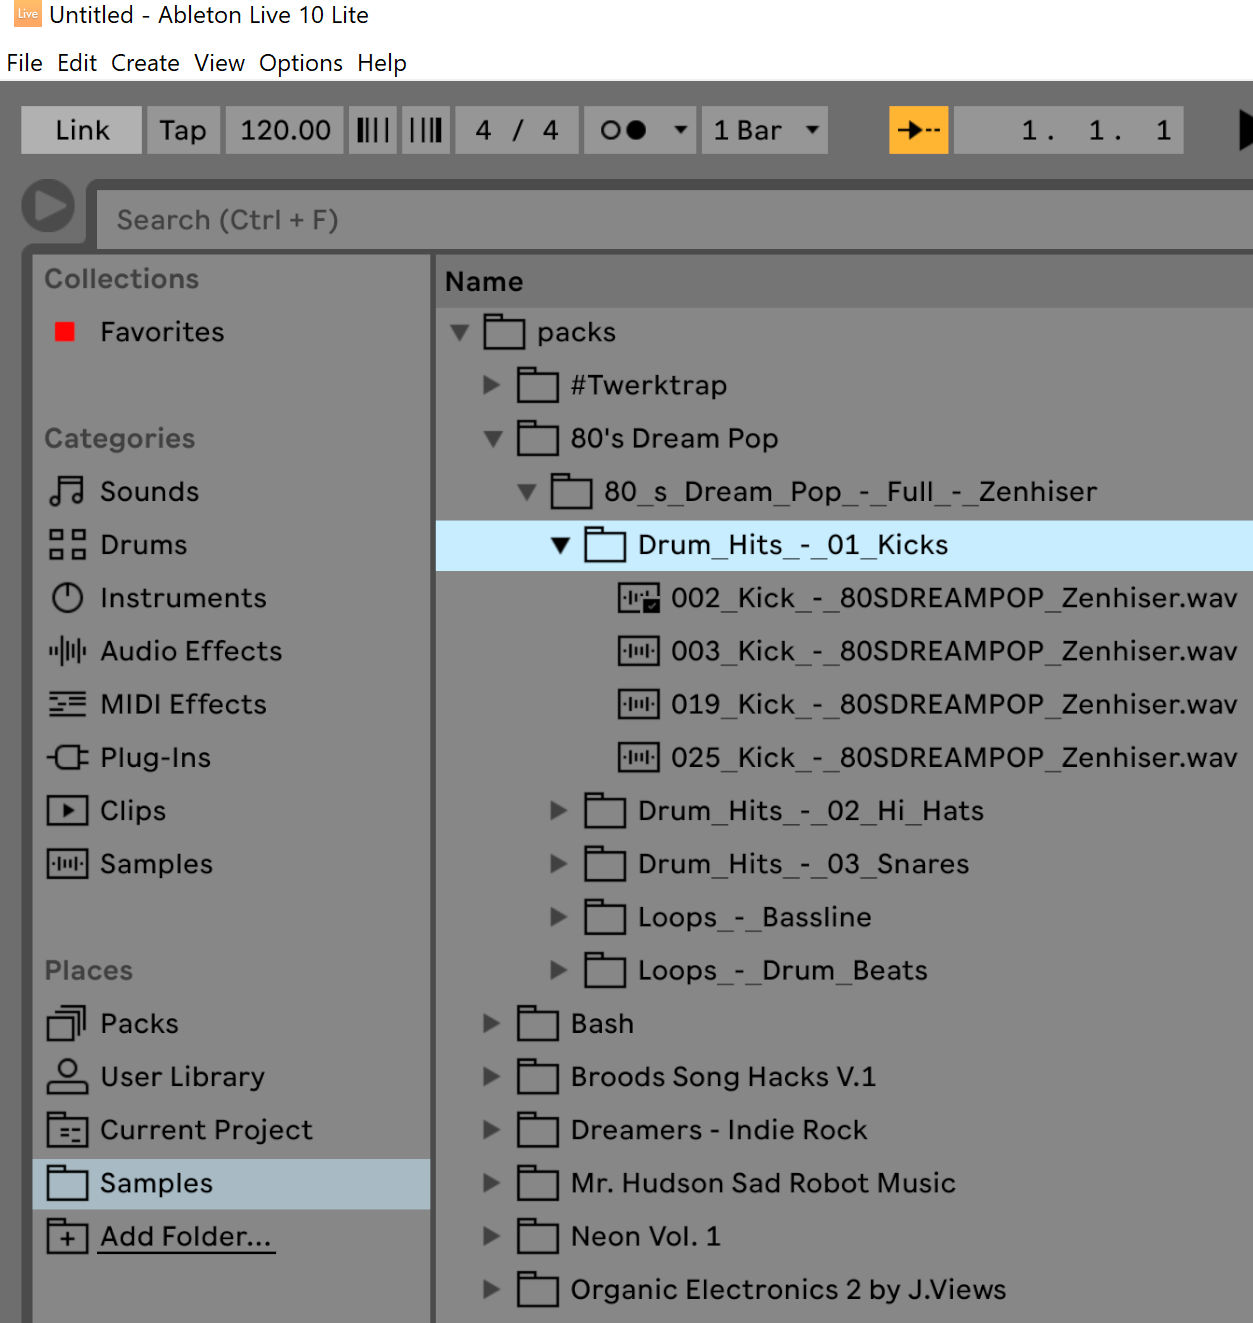 Live Untitled - Ableton Live 10 Lite
File Edit Create View Options Help
Link Tap 120.00 4 / 4 1 Bar 1. 1. 1
Search (Ctrl + F)
Collections
Favorites
Categories
Sounds
Drums
Instruments
Audio Effects
MIDI Effects
Plug-Ins
Clips
Samples
Places
Packs
User Library
Current Project
Samples
Add Folder...
Name
packs
#Twerktrap
80's Dream Pop
80_s_Dream_Pop_-_Full_-_Zenhiser
Drum_Hits_-_01_Kicks
002_Kick_-_80SDREAMPOP_Zenhiser.wav
003_Kick_-_80SDREAMPOP_Zenhiser.wav
019_Kick_-_80SDREAMPOP_Zenhiser.wav
025_Kick_-_80SDREAMPOP_Zenhiser.wav
Drum_Hits_-_02_Hi_Hats
Drum_Hits_-_03_Snares
Loops_-_Bassline
Loops_-_Drum_Beats
Bash
Broods Song Hacks V.1
Dreamers - Indie Rock
Mr. Hudson Sad Robot Music
Neon Vol. 1
Organic Electronics 2 by J.Views